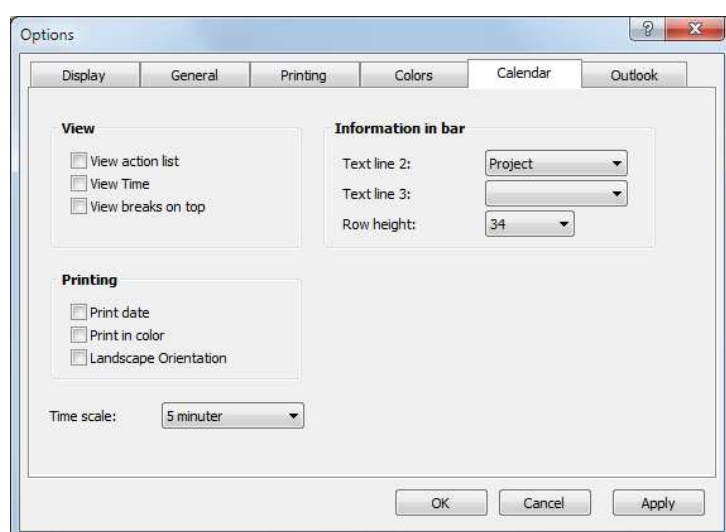 Options
Display General Printing Colors Calendar Outlook
View
View action list
View Time
View breaks on top
Information in bar
Text line 2: Project
Text line 3:
Row height: 34
Printing
Print date
Print in color
Landscape Orientation
Time scale: 5 minuter
OK Cancel Apply